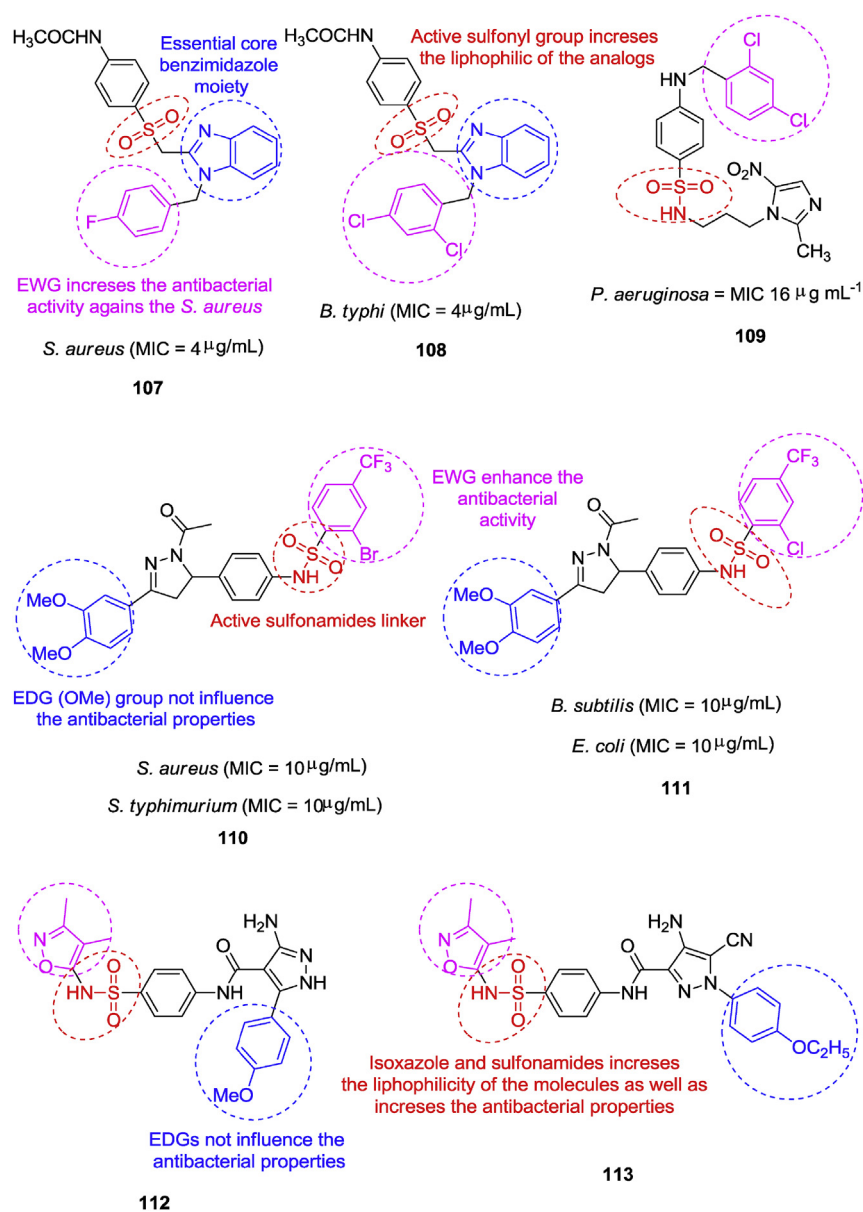 H₃COCHN
Essential core
benzimidazole
moiety
S
O
O
N
N
F
EWG increses the antibacterial
activity agains the S. aureus
S. aureus (MIC = 4µg/mL)
107
H₃COCHN
Active sulfonyl group increses
the liphophilic of the analogs
O
S
O
N
N
Cl
Cl
B. typhi (MIC = 4µg/mL)
108
Cl
HN
Cl
O₂N
O
S
O
HN
N
N
CH₃
P. aeruginosa = MIC 16 µg mL⁻¹
109
CF₃
O
O
S
O
Br
N
N
NH
MeO
MeO
Active sulfonamides linker
EDG (OMe) group not influence
the antibacterial properties
S. aureus (MIC = 10µg/mL)
S. typhimurium (MIC = 10µg/mL)
110
EWG enhance the
antibacterial
activity
CF₃
O
O
S
O
Cl
N
N
NH
MeO
MeO
B. subtilis (MIC = 10µg/mL)
E. coli (MIC = 10µg/mL)
111
N
O
H₂N
O
N
NH
O
HN
S
O
NH
MeO
EDGs not influence the
antibacterial properties
112
N
O
H₂N
CN
O
N
N
O
HN
S
O
NH
OC₂H₅
Isoxazole and sulfonamides increses
the liphophilicity of the molecules as well as
increses the antibacterial properties
113